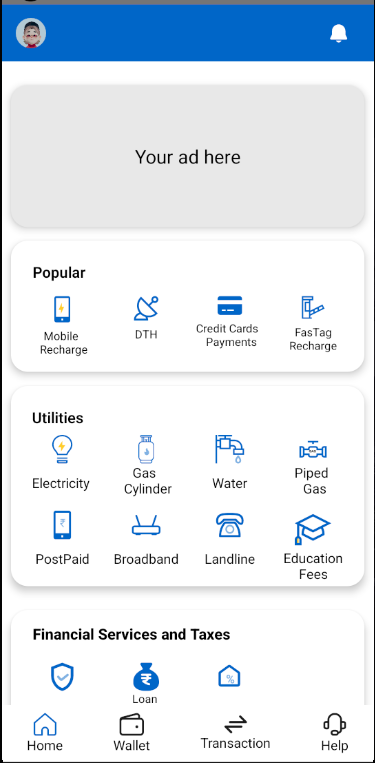 Your ad here
Popular
Mobile
Recharge
DTH
Credit Cards
Payments
FasTag
Recharge
Utilities
Electricity
Gas
Cylinder
Water
Piped
Gas
PostPaid
Broadband
Landline
Education
Fees
Financial Services and Taxes
₹
Loan
%
Home
Wallet
Transaction
Help